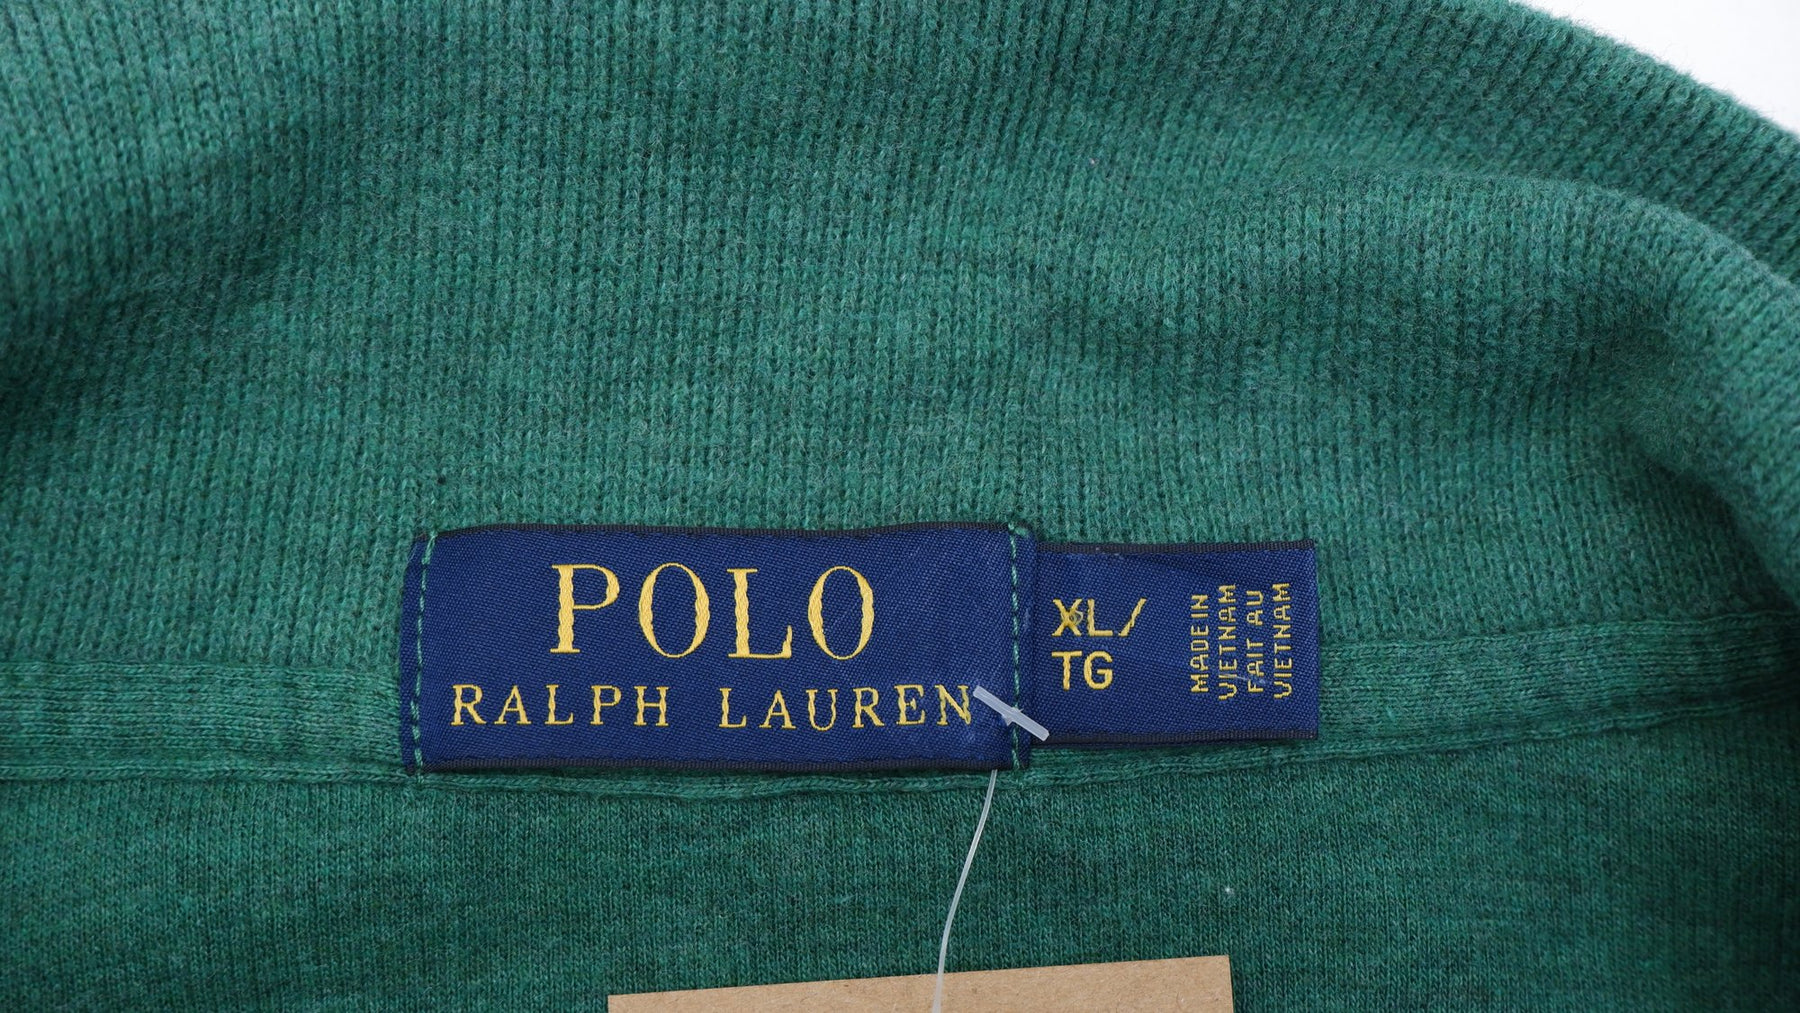 POLO
RALPH LAUREN
XL/
TG
MADE IN
VIETNAM
FAIT AU
VIETNAM